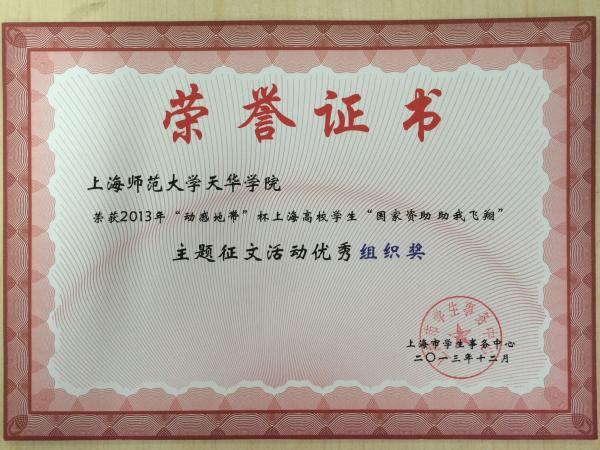 荣誉证书
上海师范大学天华学院
荣获2013年“动感地带”杯上海高校学生“国家资助 助我飞翔”
主题征文活动优秀组织奖
上海市学生事务中心
二〇一三年十二月